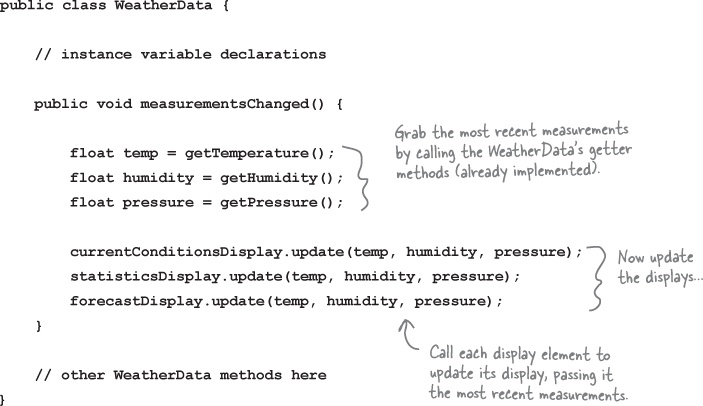 public class WeatherData {
// instance variable declarations
public void measurementsChanged() {
float temp = getTemperature();
float humidity = getHumidity();
float pressure = getPressure();
Grab the most recent measurements
by calling the WeatherData's getter
methods (already implemented).
currentConditionsDisplay.update(temp, humidity, pressure);
statisticsDisplay.update(temp, humidity, pressure);
forecastDisplay.update(temp, humidity, pressure);
Now update
the displays...
}
Call each display element to
update its display, passing it
the most recent measurements.
// other WeatherData methods here
}